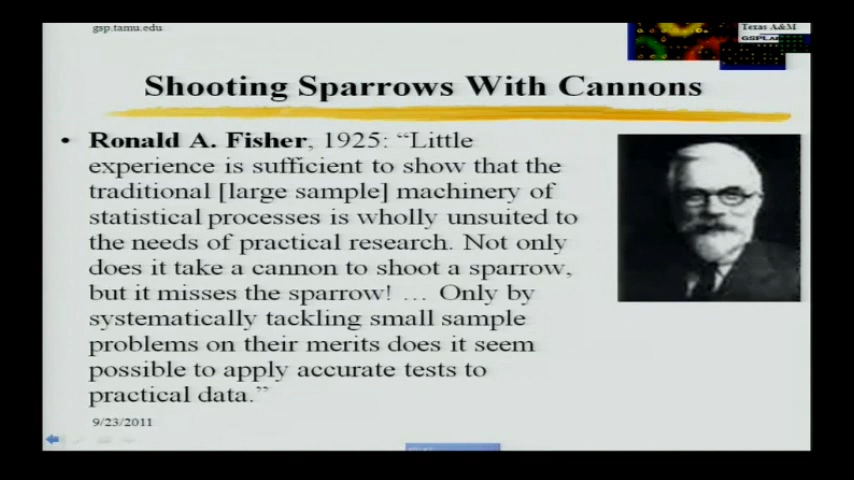 gsp.tamu.edu
Texas A&M
GSPLab
Shooting Sparrows With Cannons
• Ronald A. Fisher, 1925: “Little
experience is sufficient to show that the
traditional [large sample] machinery of
statistical processes is wholly unsuited to
the needs of practical research. Not only
does it take a cannon to shoot a sparrow,
but it misses the sparrow! … Only by
systematically tackling small sample
problems on their merits does it seem
possible to apply accurate tests to
practical data.”
9/23/2011